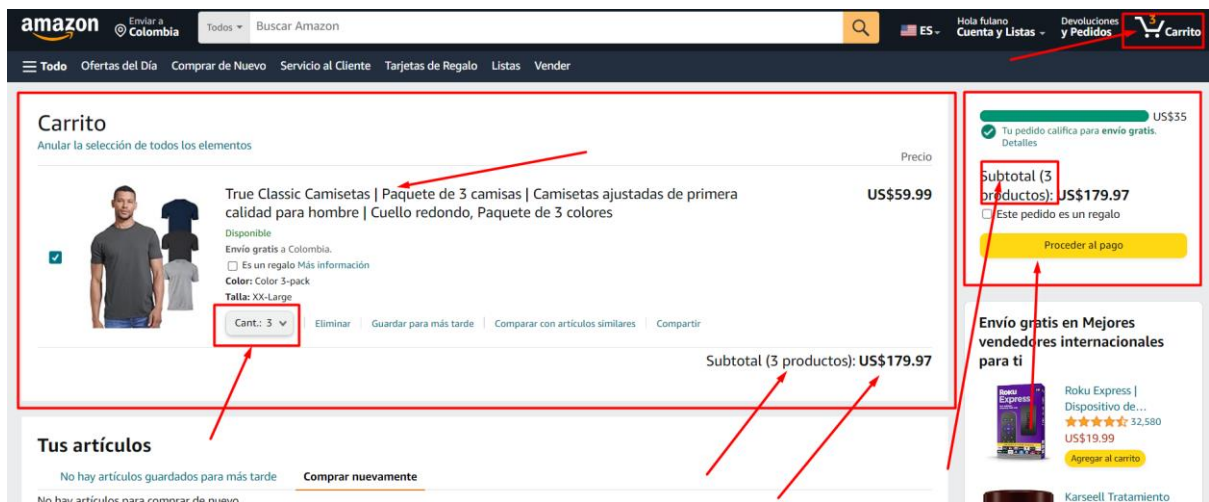 amazon
Enviar a
Colombia
Todos
Buscar Amazon
ES
Hola fulano
Cuenta y Listas
Devoluciones
y Pedidos
3
Carrito
Todo
Ofertas del Día
Comprar de Nuevo
Servicio al Cliente
Tarjetas de Regalo
Listas
Vender
Carrito
Anular la selección de todos los elementos
Precio
True Classic Camisetas | Paquete de 3 camisas | Camisetas ajustadas de primera
calidad para hombre | Cuello redondo, Paquete de 3 colores
US$59.99
Disponible
Envío gratis a Colombia.
Es un regalo Más información
Color: Color 3-pack
Talla: XX-Large
Cant.: 3
Eliminar
Guardar para más tarde
Comparar con artículos similares
Compartir
Subtotal (3 productos): US$179.97
US$35
Tu pedido califica para envío gratis.
Detalles
Subtotal (3
productos): US$179.97
Este pedido es un regalo
Proceder al pago
Envío gratis en Mejores
vendedores internacionales
para ti
Roku
Express
Roku Express |
Dispositivo de...
32,580
US$19.99
Agregar al carrito
Karseell Tratamiento
Tus artículos
No hay artículos guardados para más tarde
Comprar nuevamente
No hay artículos para comprar de nuevo